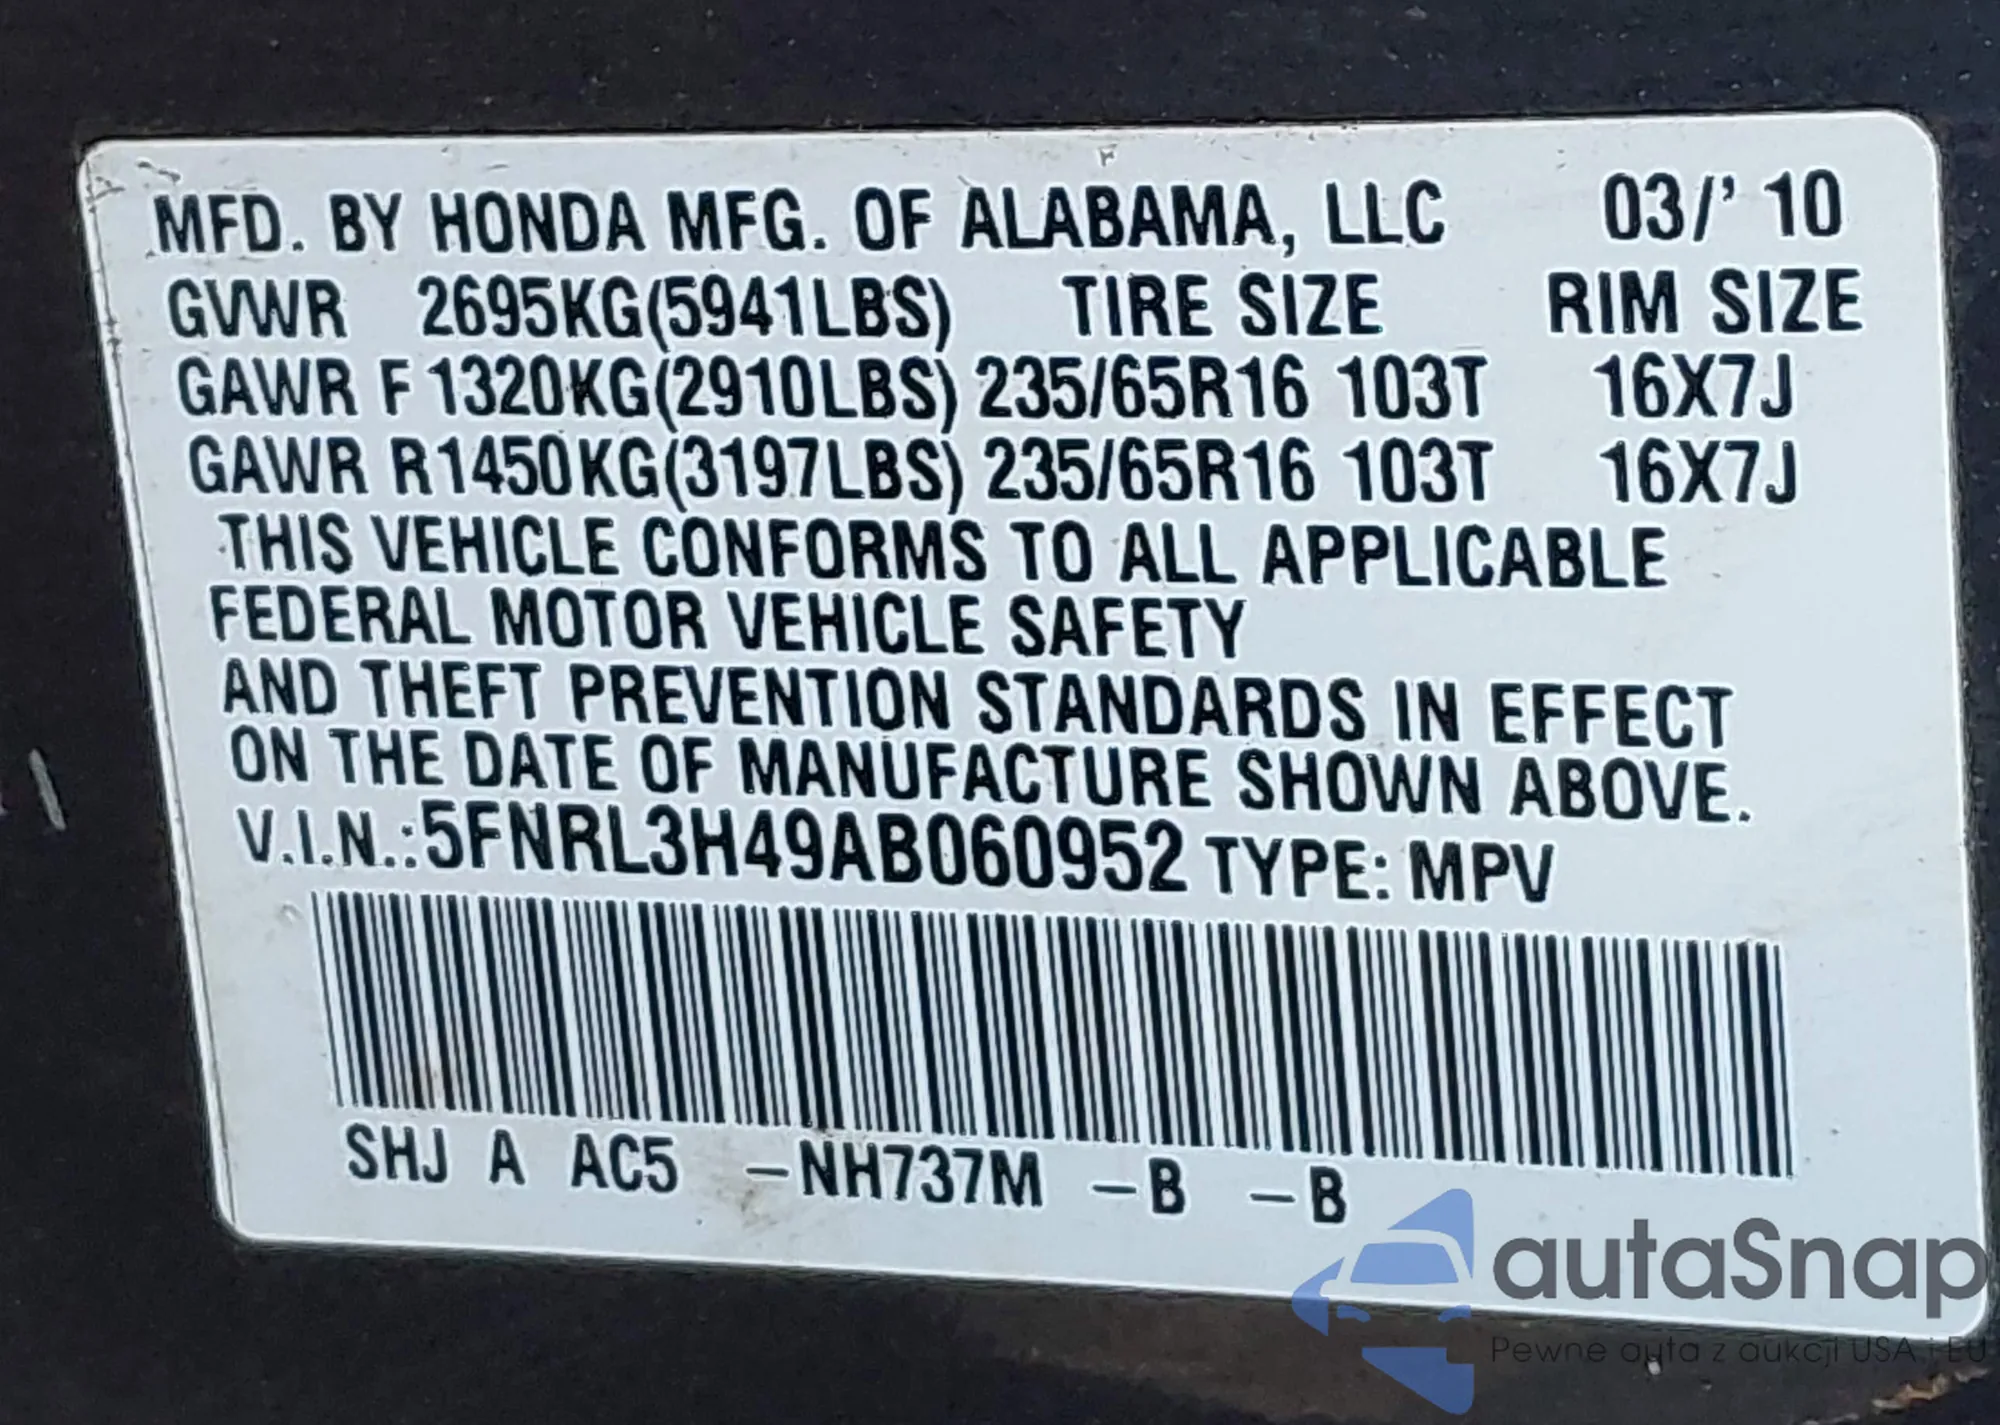 MFD. BY HONDA MFG. OF ALABAMA, LLC 03/' 10
GVWR 2695KG(5941LBS) TIRE SIZE RIM SIZE
GAWR F 1320KG(2910LBS) 235/65R16 103T 16X7J
GAWR R1450KG(3197LBS) 235/65R16 103T 16X7J
THIS VEHICLE CONFORMS TO ALL APPLICABLE
FEDERAL MOTOR VEHICLE SAFETY
AND THEFT PREVENTION STANDARDS IN EFFECT
ON THE DATE OF MANUFACTURE SHOWN ABOVE.
V.I.N.:5FNRL3H49AB060952 TYPE: MPV
SHJ A AC5 -NH737M -B -B
autaSnap
Pewne auta z aukcji USA i EU